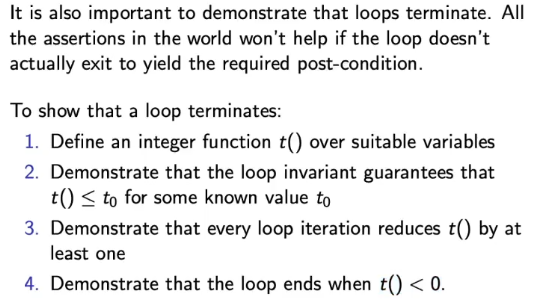 It is also important to demonstrate that loops terminate. All
the assertions in the world won't help if the loop doesn't
actually exit to yield the required post-condition.
To show that a loop terminates:
1. Define an integer function t() over suitable variables
2. Demonstrate that the loop invariant guarantees that
t() ≤ t₀ for some known value t₀
3. Demonstrate that every loop iteration reduces t() by at
least one
4. Demonstrate that the loop ends when t() < 0.